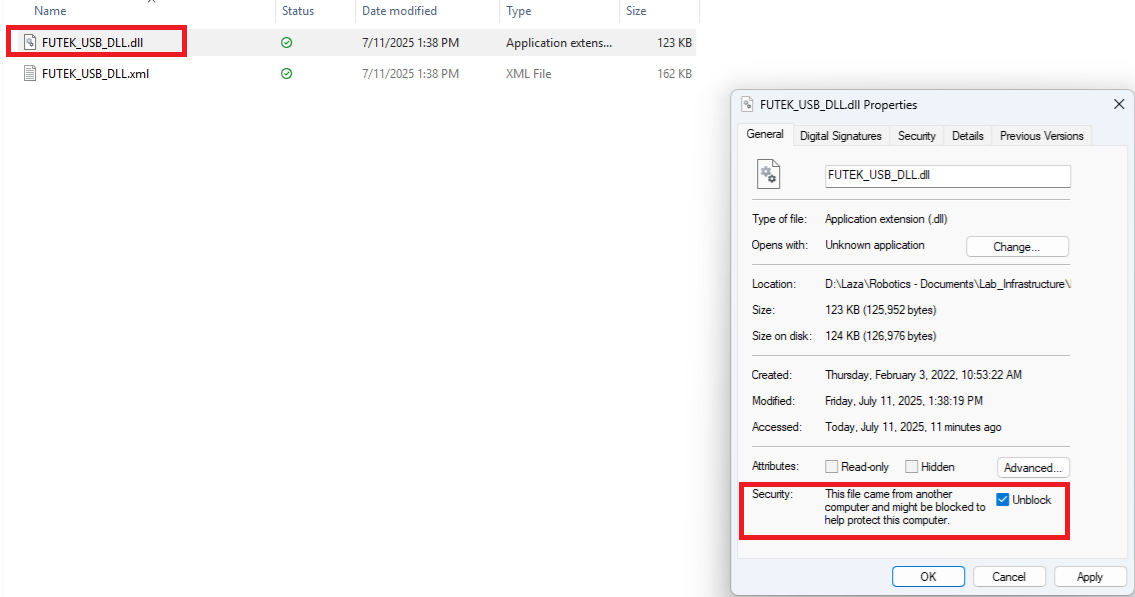 Name Status Date modified Type Size
FUTEK_USB_DLL.dll 7/11/2025 1:38 PM Application extens... 123 KB
FUTEK_USB_DLL.xml 7/11/2025 1:38 PM XML File 162 KB
FUTEK_USB_DLL.dll Properties
General Digital Signatures Security Details Previous Versions
FUTEK_USB_DLL.dll
Type of file: Application extension (.dll)
Opens with: Unknown application Change...
Location: D:\Laza\Robotics - Documents\Lab_Infrastructure\
Size: 123 KB (125,952 bytes)
Size on disk: 124 KB (126,976 bytes)
Created: Thursday, February 3, 2022, 10:53:22 AM
Modified: Friday, July 11, 2025, 1:38:19 PM
Accessed: Today, July 11, 2025, 11 minutes ago
Attributes: Read-only Hidden Advanced...
Security: This file came from another
computer and might be blocked to
help protect this computer.
Unblock
OK Cancel Apply